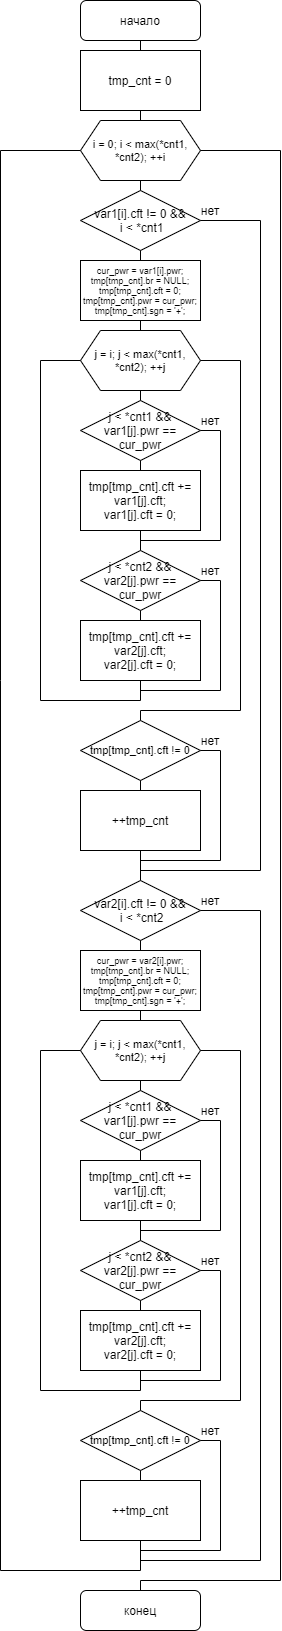 начало
tmp_cnt = 0
i = 0; i < max(*cnt1,
*cnt2); ++i
var1[i].cft != 0 &&
i < *cnt1
нет
cur_pwr = var1[i].pwr;
tmp[tmp_cnt].br = NULL;
tmp[tmp_cnt].cft = 0;
tmp[tmp_cnt].pwr = cur_pwr;
tmp[tmp_cnt].sgn = '+';
j = i; j < max(*cnt1,
*cnt2); ++j
j < *cnt1 &&
var1[j].pwr ==
cur_pwr
нет
tmp[tmp_cnt].cft +=
var1[j].cft;
var1[j].cft = 0;
j < *cnt2 &&
var2[j].pwr ==
cur_pwr
нет
tmp[tmp_cnt].cft +=
var2[j].cft;
var2[j].cft = 0;
tmp[tmp_cnt].cft != 0
нет
++tmp_cnt
var2[i].cft != 0 &&
i < *cnt2
нет
cur_pwr = var2[i].pwr;
tmp[tmp_cnt].br = NULL;
tmp[tmp_cnt].cft = 0;
tmp[tmp_cnt].pwr = cur_pwr;
tmp[tmp_cnt].sgn = '+';
j = i; j < max(*cnt1,
*cnt2); ++j
j < *cnt1 &&
var1[j].pwr ==
cur_pwr
нет
tmp[tmp_cnt].cft +=
var1[j].cft;
var1[j].cft = 0;
j < *cnt2 &&
var2[j].pwr ==
cur_pwr
нет
tmp[tmp_cnt].cft +=
var2[j].cft;
var2[j].cft = 0;
tmp[tmp_cnt].cft != 0
нет
++tmp_cnt
конец